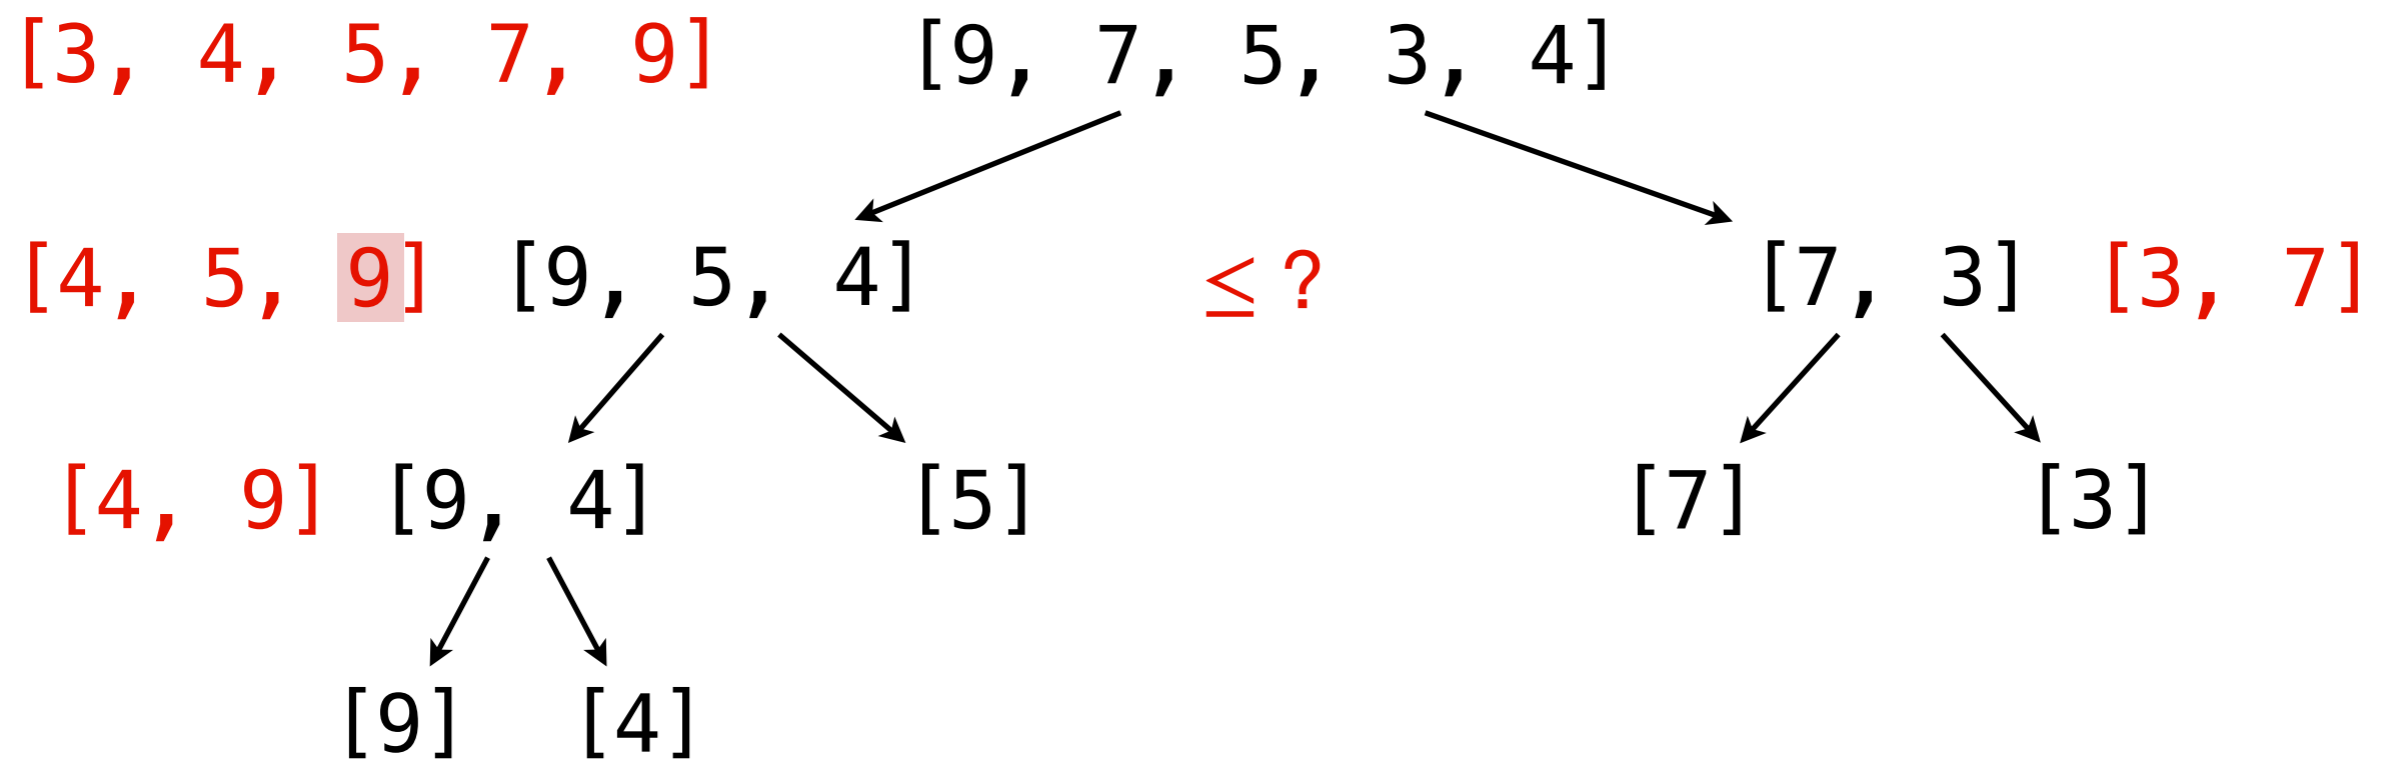 [3, 4, 5, 7, 9] [9, 7, 5, 3, 4]
[4, 5, 9] [9, 5, 4] ≤ ? [7, 3] [3, 7]
[4, 9] [9, 4] [5] [7] [3]
[9] [4]